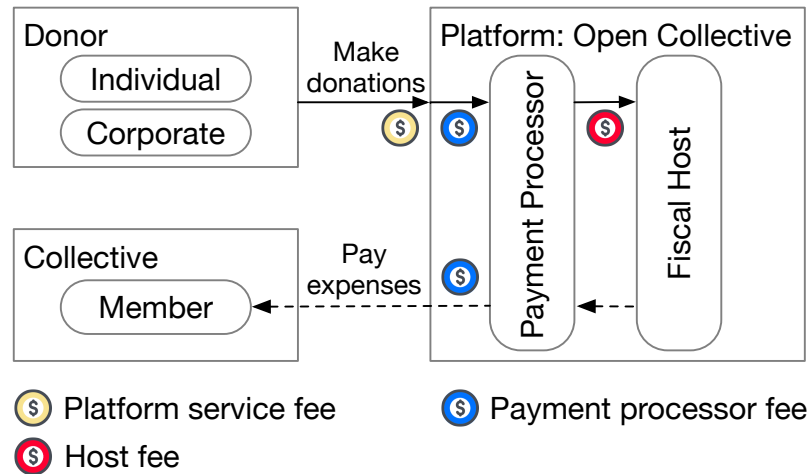 Donor
Individual
Corporate
Make
donations
$
Platform: Open Collective
$
Payment Processor
$
Fiscal Host
Collective
Member
Pay
expenses
$
$ Platform service fee
$ Payment processor fee
$ Host fee